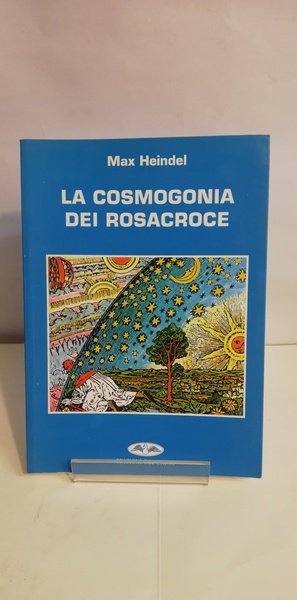 Max Heindel
LA COSMOGONIA
DEI ROSACROCE